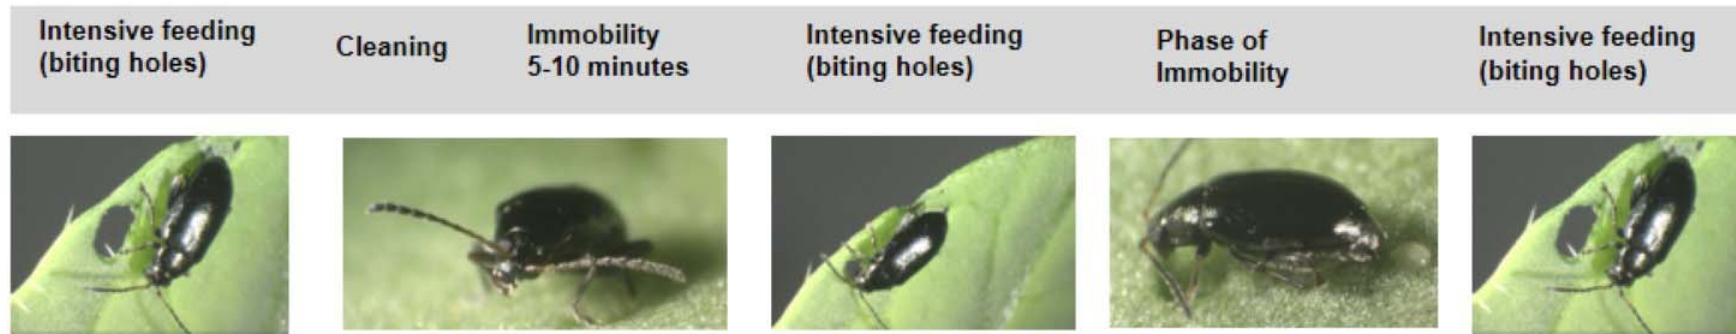 Intensive feeding
(biting holes)
Cleaning
Immobility
5-10 minutes
Intensive feeding
(biting holes)
Phase of
Immobility
Intensive feeding
(biting holes)